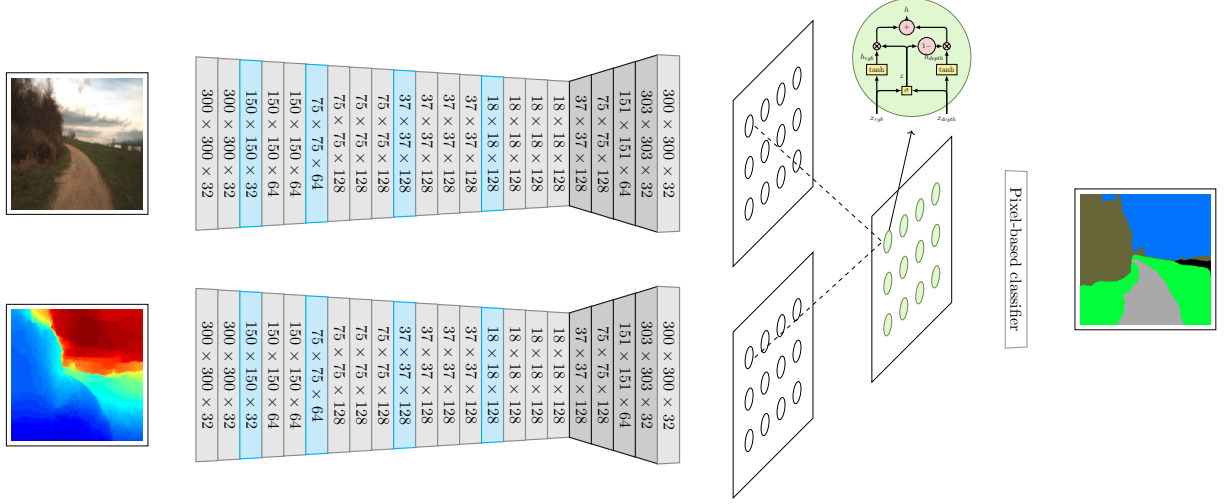 300 × 300 × 32
300 × 300 × 32
150 × 150 × 32
150 × 150 × 64
150 × 150 × 64
75 × 75 × 64
75 × 75 × 128
75 × 75 × 128
75 × 75 × 128
37 × 37 × 128
37 × 37 × 128
37 × 37 × 128
37 × 37 × 128
18 × 18 × 128
18 × 18 × 128
18 × 18 × 128
18 × 18 × 128
37 × 37 × 128
75 × 75 × 128
151 × 151 × 64
303 × 303 × 32
300 × 300 × 32
h
+
× 1− ×
h_rgb h_depth
tanh z tanh
σ
x_rgb x_depth
300 × 300 × 32
300 × 300 × 32
150 × 150 × 32
150 × 150 × 64
150 × 150 × 64
75 × 75 × 64
75 × 75 × 128
75 × 75 × 128
75 × 75 × 128
37 × 37 × 128
37 × 37 × 128
37 × 37 × 128
37 × 37 × 128
18 × 18 × 128
18 × 18 × 128
18 × 18 × 128
18 × 18 × 128
37 × 37 × 128
75 × 75 × 128
151 × 151 × 64
303 × 303 × 32
300 × 300 × 32
Pixel-based classifier